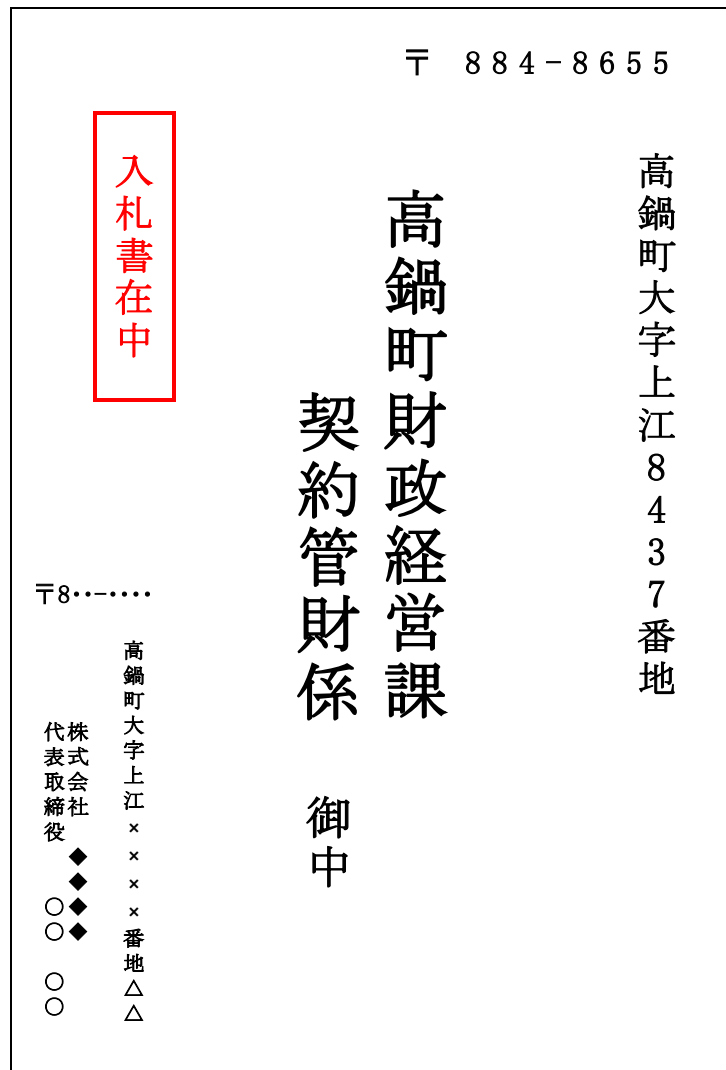 〒　884-8655
高鍋町大字上江8437番地
高鍋町財政経営課
契約管財係　御中
入札書在中
〒8‥-‥‥
高鍋町大字上江××××番地△△
株式会社　◆◆◆◆
代表取締役　　○○　○○